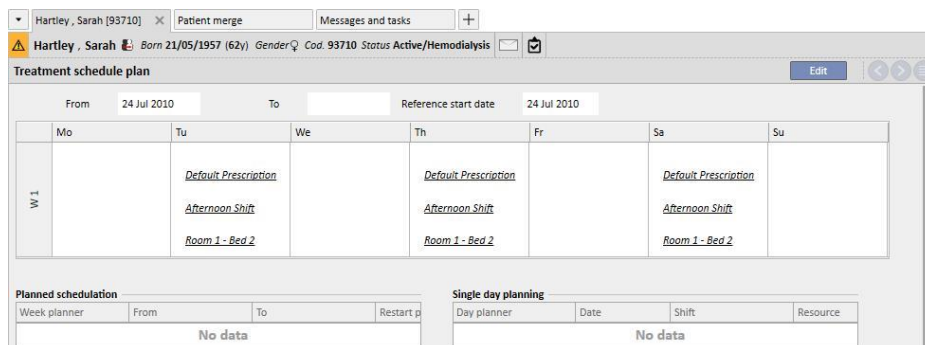 Hartley , Sarah [93710] Patient merge Messages and tasks
Hartley , Sarah Born 21/05/1957 (62y) Gender Cod. 93710 Status Active/Hemodialysis
Treatment schedule plan Edit
From 24 Jul 2010 To Reference start date 24 Jul 2010
Mo Tu We Th Fr Sa Su
W 1
Default Prescription Default Prescription Default Prescription
Afternoon Shift Afternoon Shift Afternoon Shift
Room 1 - Bed 2 Room 1 - Bed 2 Room 1 - Bed 2
Planned schedulation Single day planning
Week planner From To Restart p Day planner Date Shift Resource
No data No data